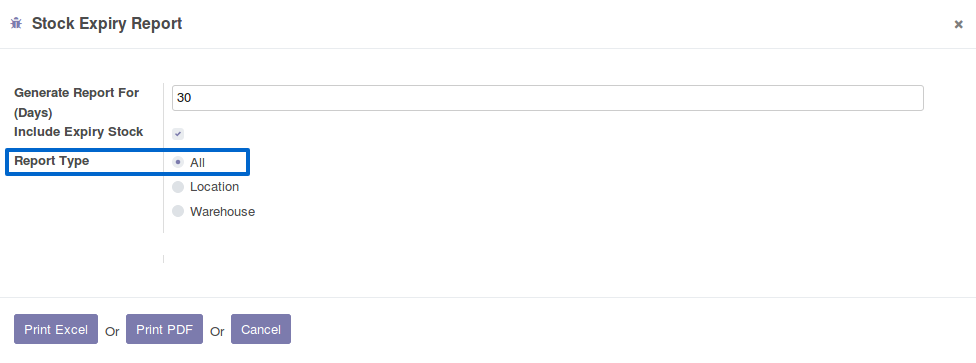 Stock Expiry Report
Generate Report For
(Days)
30
Include Expiry Stock
Report Type
All
Location
Warehouse
Print Excel Or Print PDF Or Cancel